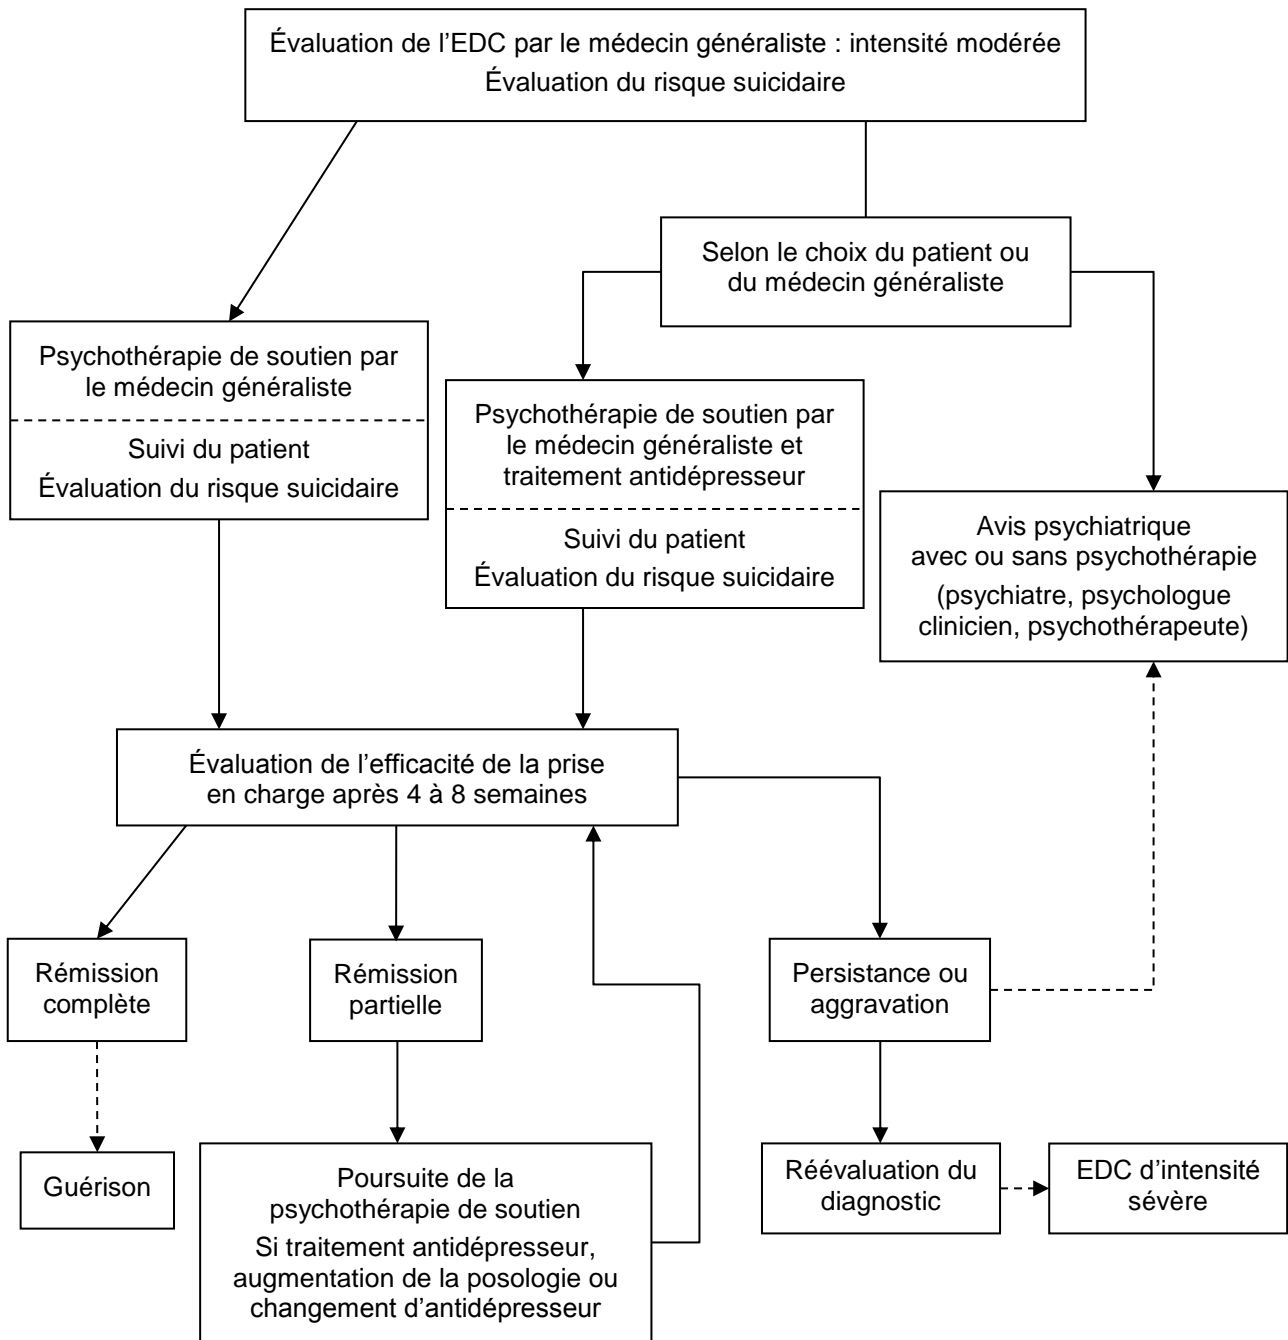 Évaluation de l’EDC par le médecin généraliste : intensité modérée
Évaluation du risque suicidaire
Selon le choix du patient ou
du médecin généraliste
Psychothérapie de soutien par
le médecin généraliste
Suivi du patient
Évaluation du risque suicidaire
Psychothérapie de soutien par
le médecin généraliste et
traitement antidépresseur
Suivi du patient
Évaluation du risque suicidaire
Avis psychiatrique
avec ou sans psychothérapie
(psychiatre, psychologue
clinicien, psychothérapeute)
Évaluation de l’efficacité de la prise
en charge après 4 à 8 semaines
Rémission
complète
Rémission
partielle
Persistance ou
aggravation
Guérison
Poursuite de la
psychothérapie de soutien
Si traitement antidépresseur,
augmentation de la posologie ou
changement d’antidépresseur
Réévaluation du
diagnostic
EDC d’intensité
sévère